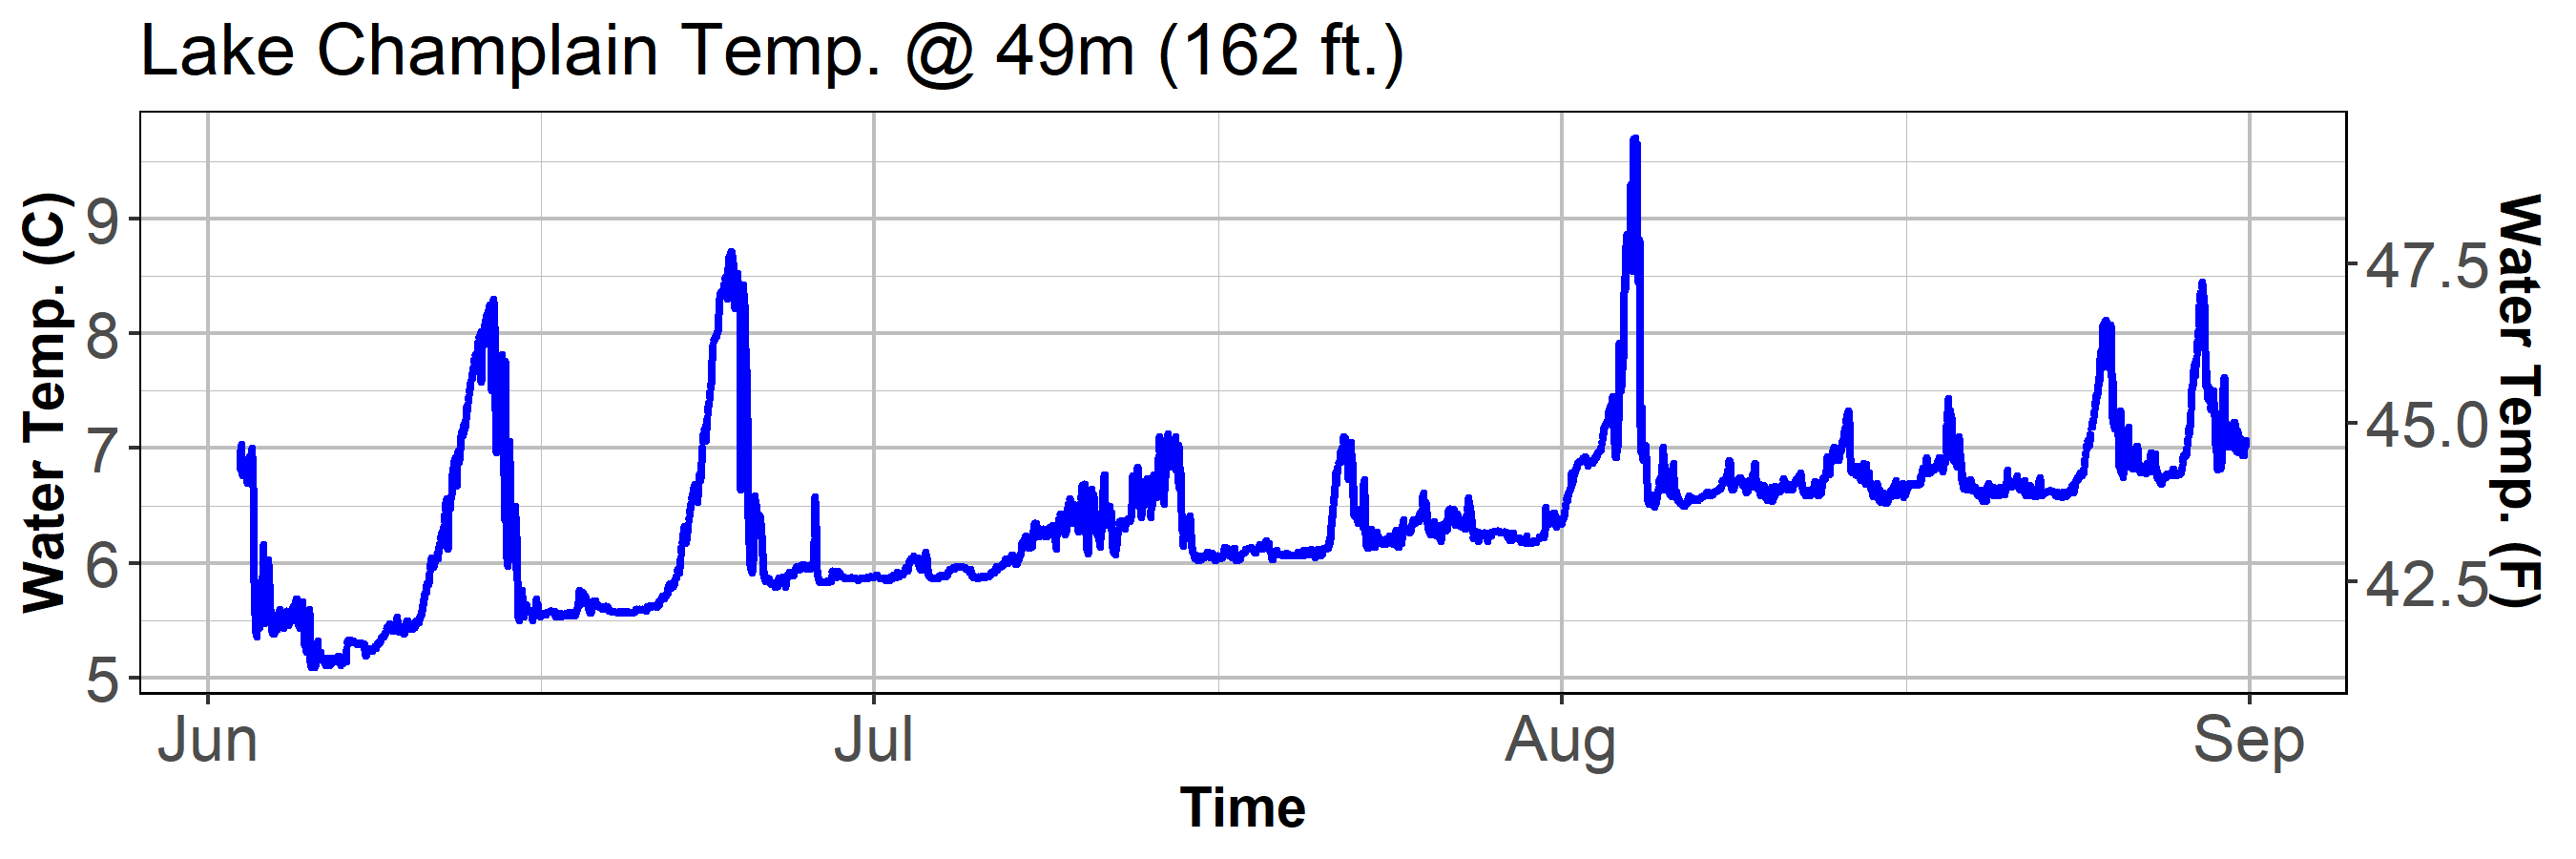 Lake Champlain Temp. @ 49m (162 ft.)
Water Temp. (C)
9
8
7
6
5
47.5
45.0
42.5
Water Temp. (F)
Jun Jul Aug Sep
Time